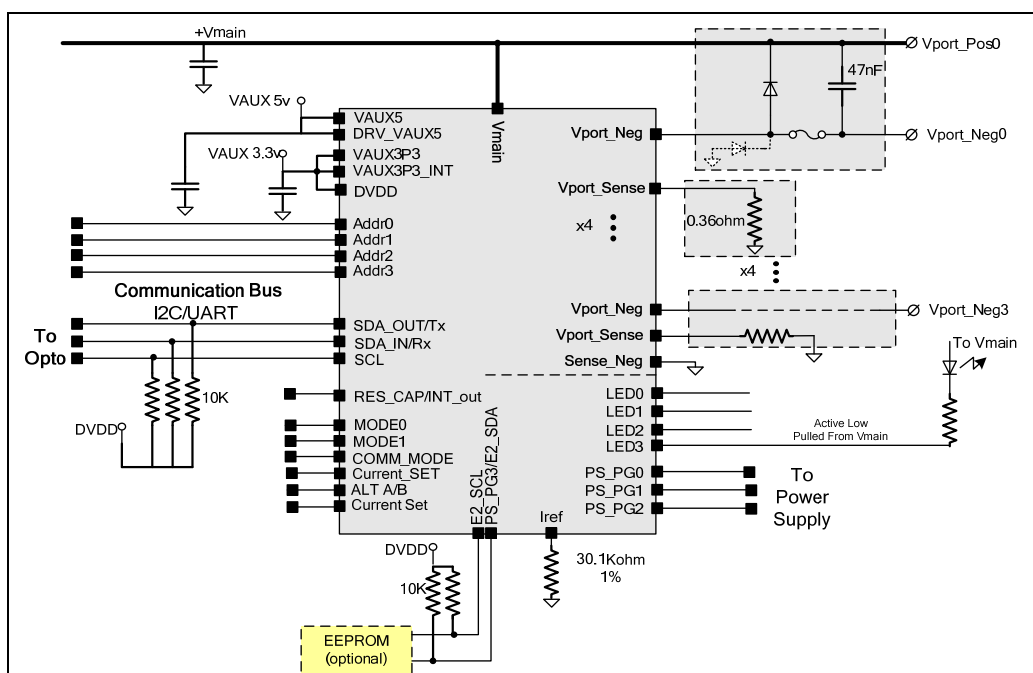 +Vmain
Vport_Pos0
47nF
VAUX 5v
VAUX5
DRV_VAUX5
Vmain
Vport_Neg
Vport_Neg0
VAUX 3.3v
VAUX3P3
VAUX3P3_INT
DVDD
Vport_Sense
x4
0.36ohm
x4
Addr0
Addr1
Addr2
Addr3
Communication Bus
I2C/UART
To
Opto
SDA_OUT/Tx
SDA_IN/Rx
SCL
10K
DVDD
Vport_Neg
Vport_Neg3
Vport_Sense
Sense_Neg
To Vmain
RES_CAP/INT_out
MODE0
MODE1
COMM_MODE
Current_SET
ALT A/B
Current Set
LED0
LED1
LED2
LED3
Active Low
Pulled From Vmain
PS_PG0
PS_PG1
PS_PG2
To
Power
Supply
E2_SCL
PS_PG3/E2_SDA
Iref
30.1Kohm
1%
DVDD
10K
EEPROM
(optional)